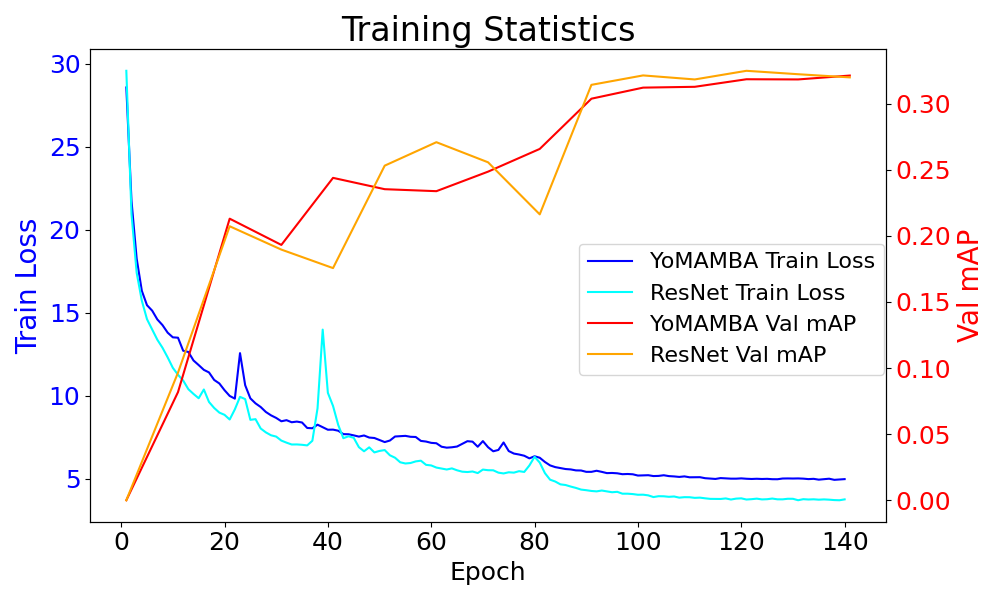 Training Statistics
Train Loss
30
25
20
15
10
5
0.30
0.25
0.20
0.15
0.10
0.05
0.00
Val mAP
YoMAMBA Train Loss
ResNet Train Loss
YoMAMBA Val mAP
ResNet Val mAP
0 20 40 60 80 100 120 140
Epoch